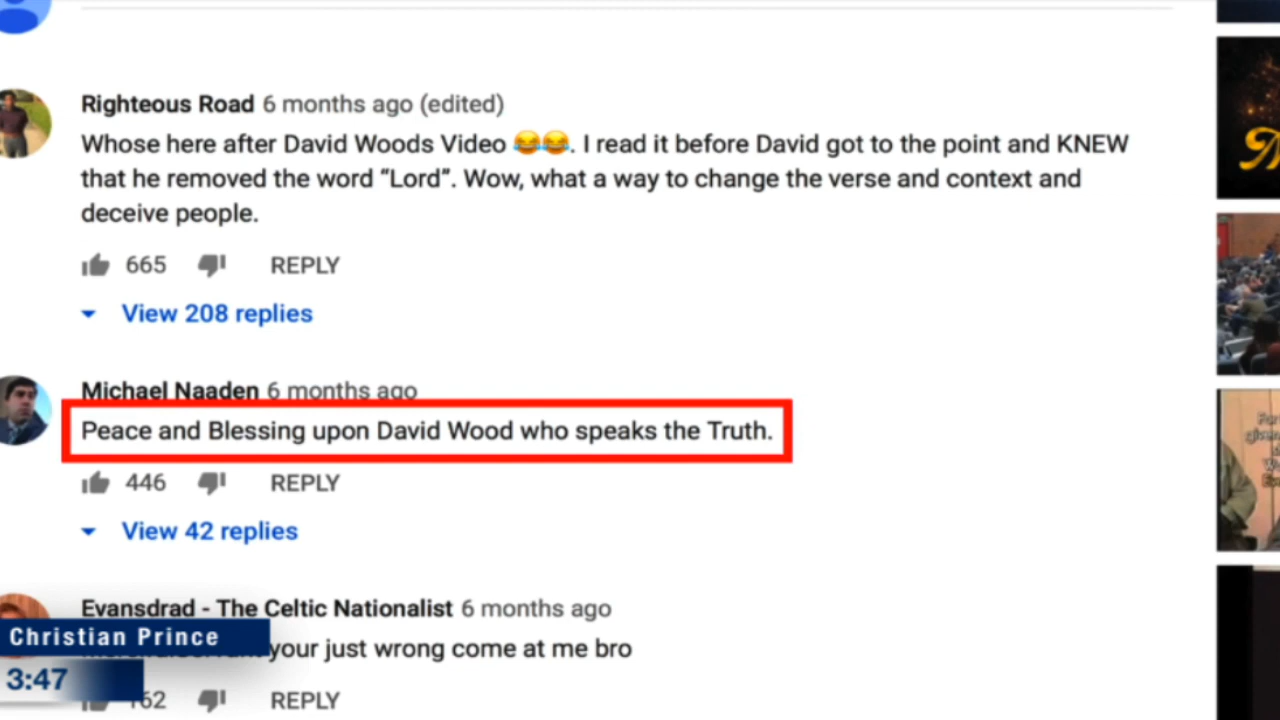 Righteous Road 6 months ago (edited)
Whose here after David Woods Video 😂😂. I read it before David got to the point and KNEW
that he removed the word “Lord”. Wow, what a way to change the verse and context and
deceive people.
665 REPLY
View 208 replies
Michael Naaden 6 months ago
Peace and Blessing upon David Wood who speaks the Truth.
446 REPLY
View 42 replies
Evansdrad - The Celtic Nationalist 6 months ago
your just wrong come at me bro
162 REPLY
Christian Prince
3:47